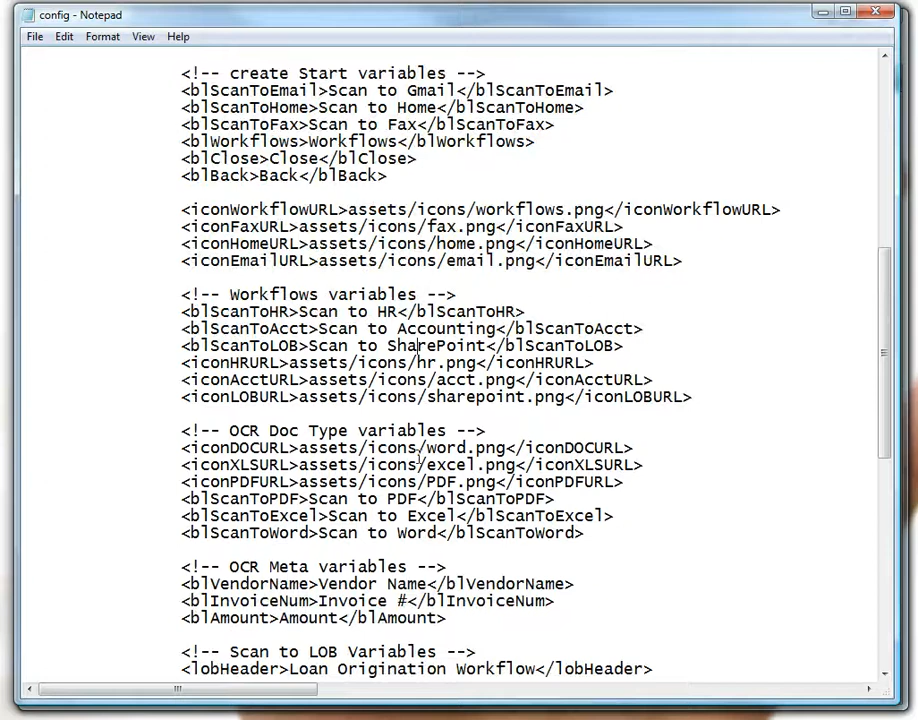 config - Notepad
File Edit Format View Help
<!-- create Start variables -->
<blScanToEmail>Scan to Gmail</blScanToEmail>
<blScanToHome>Scan to Home</blScanToHome>
<blScanToFax>Scan to Fax</blScanToFax>
<blWorkflows>Workflows</blWorkflows>
<blClose>Close</blClose>
<blBack>Back</blBack>
<iconWorkflowURL>assets/icons/workflows.png</iconWorkflowURL>
<iconFaxURL>assets/icons/fax.png</iconFaxURL>
<iconHomeURL>assets/icons/home.png</iconHomeURL>
<iconEmailURL>assets/icons/email.png</iconEmailURL>
<!-- Workflows variables -->
<blScanToHR>Scan to HR</blScanToHR>
<blScanToAcct>Scan to Accounting</blScanToAcct>
<blScanToLOB>Scan to SharePoint</blScanToLOB>
<iconHRURL>assets/icons/hr.png</iconHRURL>
<iconAcctURL>assets/icons/acct.png</iconAcctURL>
<iconLOBURL>assets/icons/sharepoint.png</iconLOBURL>
<!-- OCR Doc Type variables -->
<iconDOCURL>assets/icons/word.png</iconDOCURL>
<iconXLSURL>assets/icons/excel.png</iconXLSURL>
<iconPDFURL>assets/icons/PDF.png</iconPDFURL>
<blScanToPDF>Scan to PDF</blScanToPDF>
<blScanToExcel>Scan to Excel</blScanToExcel>
<blScanToWord>Scan to Word</blScanToWord>
<!-- OCR Meta variables -->
<blVendorName>Vendor Name</blVendorName>
<blInvoiceNum>Invoice #</blInvoiceNum>
<blAmount>Amount</blAmount>
<!-- Scan to LOB Variables -->
<lobHeader>Loan Origination Workflow</lobHeader>